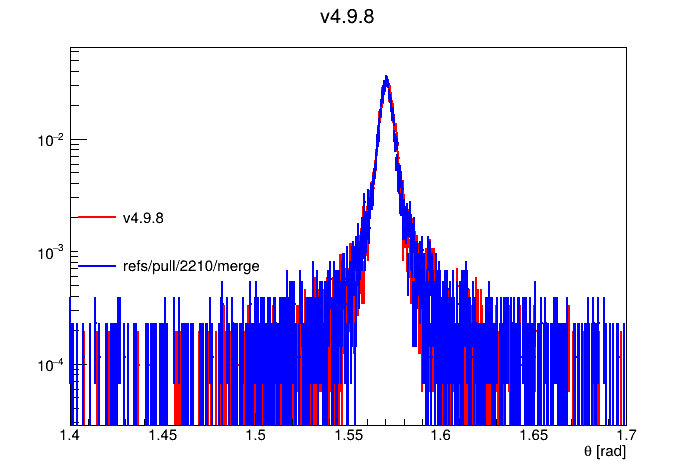 v4.9.8
10⁻²
v4.9.8
10⁻³
refs/pull/2210/merge
10⁻⁴
1.4 1.45 1.5 1.55 1.6 1.65 1.7
θ [rad]